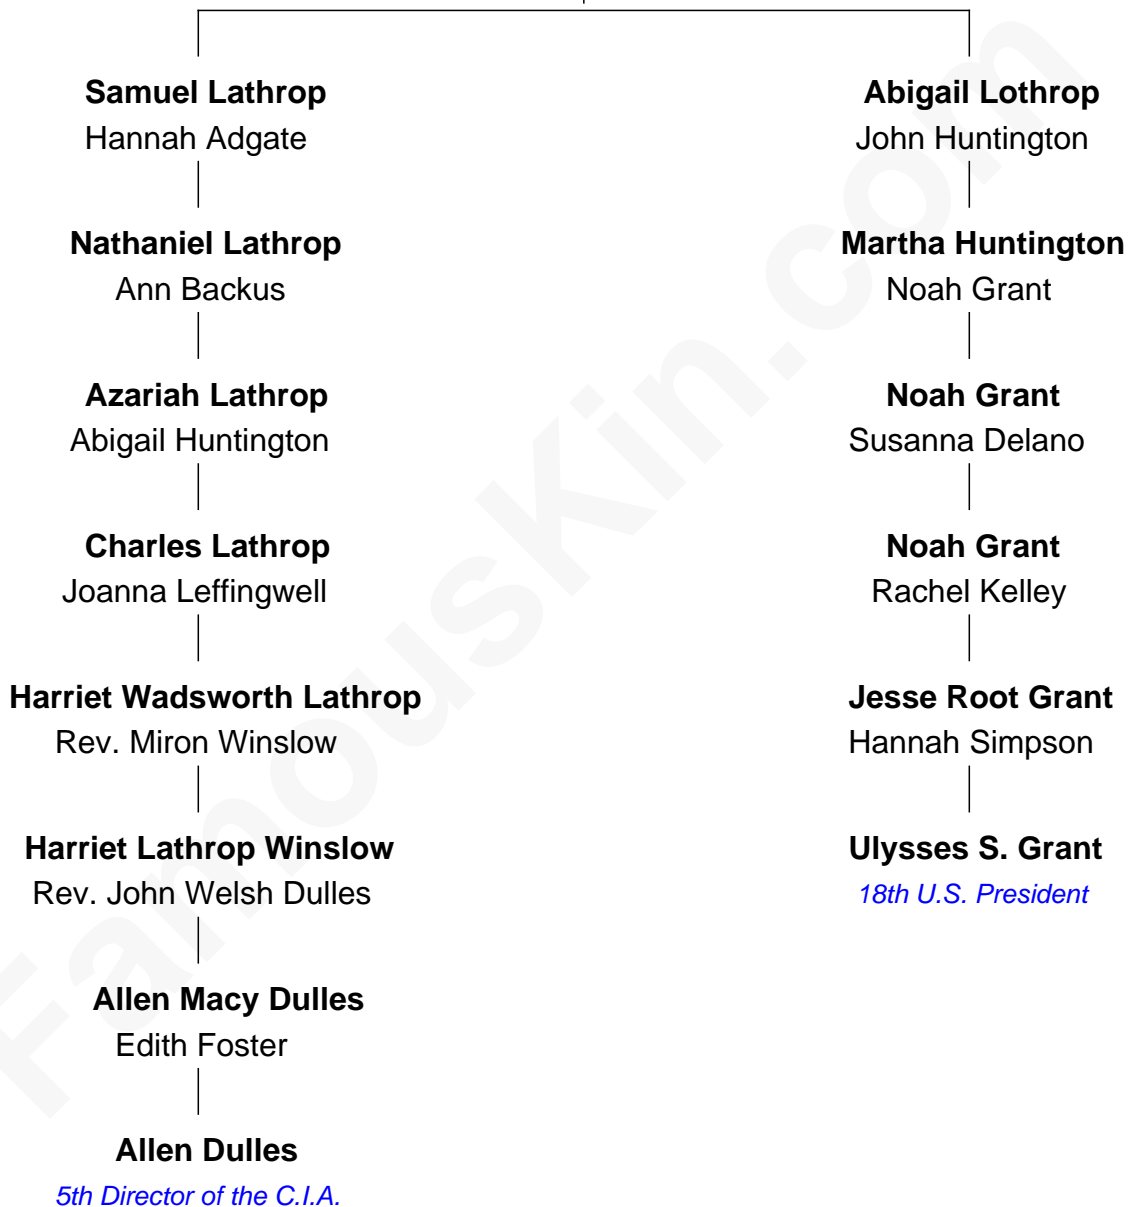 Samuel Lathrop
Hannah Adgate
Nathaniel Lathrop
Ann Backus
Azariah Lathrop
Abigail Huntington
Charles Lathrop
Joanna Leffingwell
Harriet Wadsworth Lathrop
Rev. Miron Winslow
Harriet Lathrop Winslow
Rev. John Welsh Dulles
Allen Macy Dulles
Edith Foster
Allen Dulles
5th Director of the C.I.A.
Abigail Lothrop
John Huntington
Martha Huntington
Noah Grant
Noah Grant
Susanna Delano
Noah Grant
Rachel Kelley
Jesse Root Grant
Hannah Simpson
Ulysses S. Grant
18th U.S. President
FamousKin.com